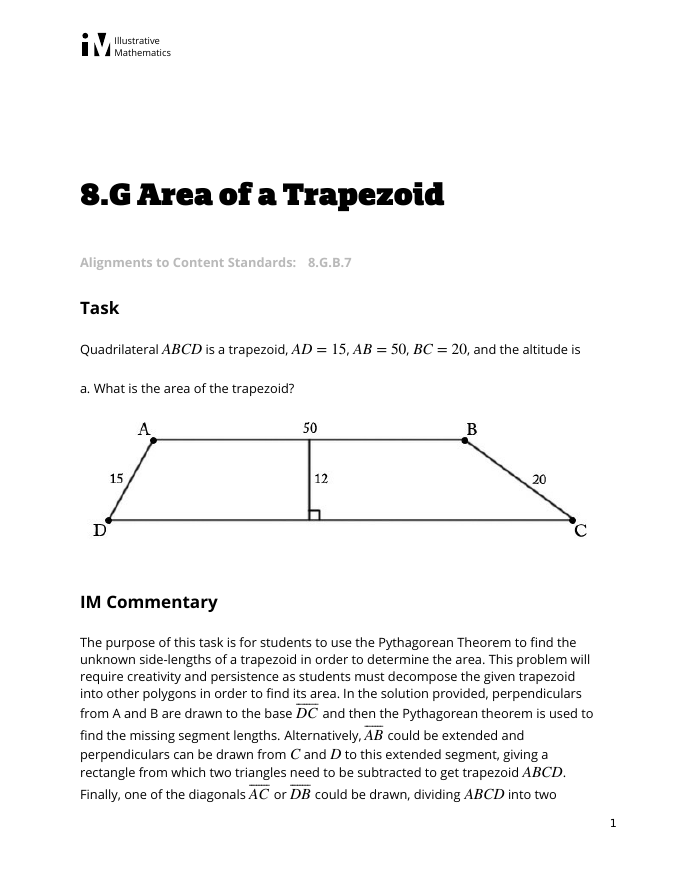 Illustrative
Mathematics
8.G Area of a Trapezoid
Alignments to Content Standards: 8.G.B.7
Task
Quadrilateral ABCD is a trapezoid, AD = 15, AB = 50, BC = 20, and the altitude is
a. What is the area of the trapezoid?
A 50 B
15 12 20
D C
IM Commentary
The purpose of this task is for students to use the Pythagorean Theorem to find the
unknown side-lengths of a trapezoid in order to determine the area. This problem will
require creativity and persistence as students must decompose the given trapezoid
into other polygons in order to find its area. In the solution provided, perpendiculars
from A and B are drawn to the base DC and then the Pythagorean theorem is used to
find the missing segment lengths. Alternatively, AB could be extended and
perpendiculars can be drawn from C and D to this extended segment, giving a
rectangle from which two triangles need to be subtracted to get trapezoid ABCD.
Finally, one of the diagonals AC or DB could be drawn, dividing ABCD into two
1